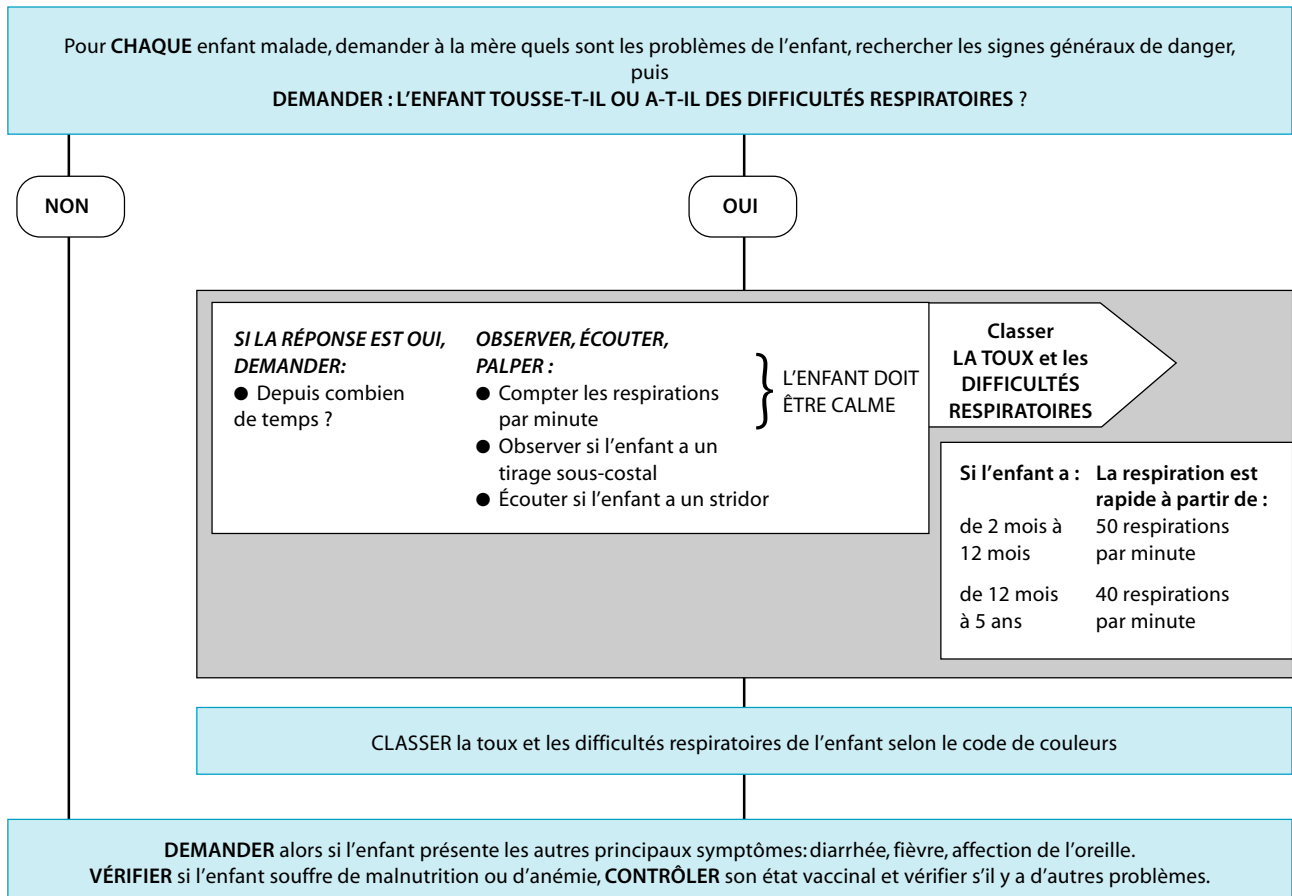 Pour CHAQUE enfant malade, demander à la mère quels sont les problèmes de l'enfant, rechercher les signes généraux de danger,
puis
DEMANDER : L'ENFANT TOUSSE-T-IL OU A-T-IL DES DIFFICULTÉS RESPIRATOIRES ?
NON
OUI
SI LA RÉPONSE EST OUI,
DEMANDER:
● Depuis combien
de temps ?
OBSERVER, ÉCOUTER,
PALPER :
● Compter les respirations
par minute
● Observer si l'enfant a un
tirage sous-costal
● Écouter si l'enfant a un stridor
L'ENFANT DOIT
ÊTRE CALME
Classer
LA TOUX et les
DIFFICULTÉS
RESPIRATOIRES
Si l'enfant a : La respiration est
rapide à partir de :
de 2 mois à 50 respirations
12 mois par minute
de 12 mois 40 respirations
à 5 ans par minute
CLASSER la toux et les difficultés respiratoires de l'enfant selon le code de couleurs
DEMANDER alors si l'enfant présente les autres principaux symptômes: diarrhée, fièvre, affection de l'oreille.
VÉRIFIER si l'enfant souffre de malnutrition ou d'anémie, CONTRÔLER son état vaccinal et vérifier s'il y a d'autres problèmes.